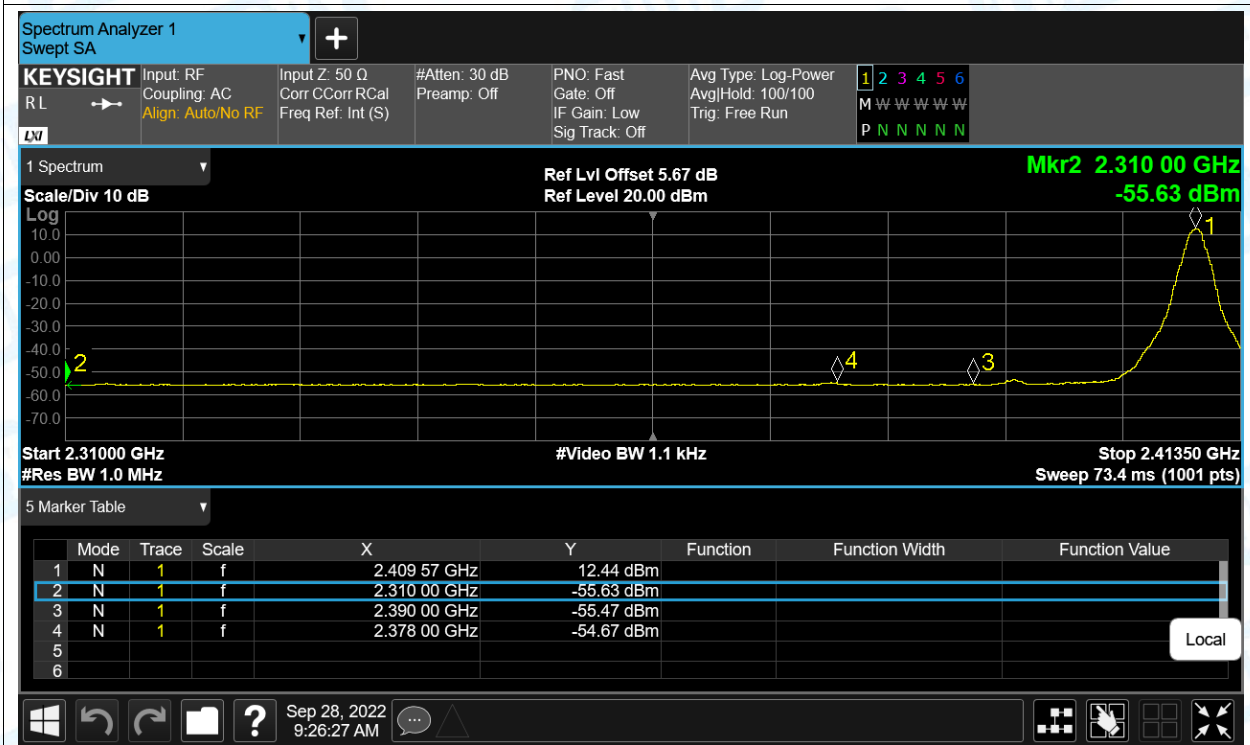 Spectrum Analyzer 1
Swept SA
KEYSIGHT Input: RF Input Z: 50 Ω #Atten: 30 dB PNO: Fast Avg Type: Log-Power 1 2 3 4 5 6
R L Coupling: AC Corr CCorr RCal Preamp: Off Gate: Off Avg|Hold: 100/100 M W W W W W
Align: Auto/No RF Freq Ref: Int (S) IF Gain: Low Trig: Free Run
LXI Sig Track: Off P N N N N N
1 Spectrum Ref Lvl Offset 5.67 dB Mkr2 2.310 00 GHz
Scale/Div 10 dB Ref Level 20.00 dBm -55.63 dBm
Log
10.0 1
0.00
-10.0
-20.0
-30.0
-40.0
2 4 3
-50.0
-60.0
-70.0
Start 2.31000 GHz #Video BW 1.1 kHz Stop 2.41350 GHz
#Res BW 1.0 MHz Sweep 73.4 ms (1001 pts)
5 Marker Table
Mode Trace Scale X Y Function Function Width Function Value
1 N 1 f 2.409 57 GHz 12.44 dBm
2 N 1 f 2.310 00 GHz -55.63 dBm
3 N 1 f 2.390 00 GHz -55.47 dBm
4 N 1 f 2.378 00 GHz -54.67 dBm
5
6
Local
? Sep 28, 2022
9:26:27 AM